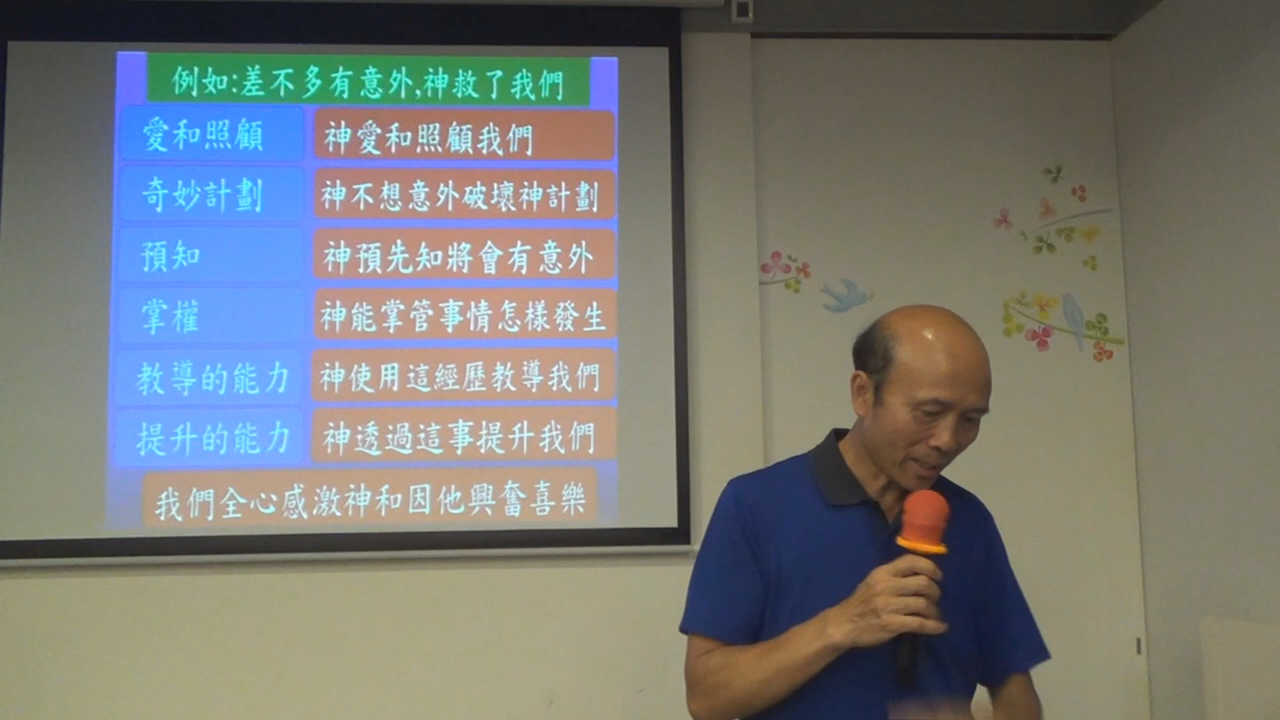 例如:差不多有意外,神救了我們
愛和照顧 神愛和照顧我們
奇妙計劃 神不想意外破壞神計劃
預知 神預先知將會有意外
掌權 神能掌管事情怎樣發生
教導的能力 神使用這經歷教導我們
提升的能力 神透過這事提升我們
我們全心感激神和因他興奮喜樂